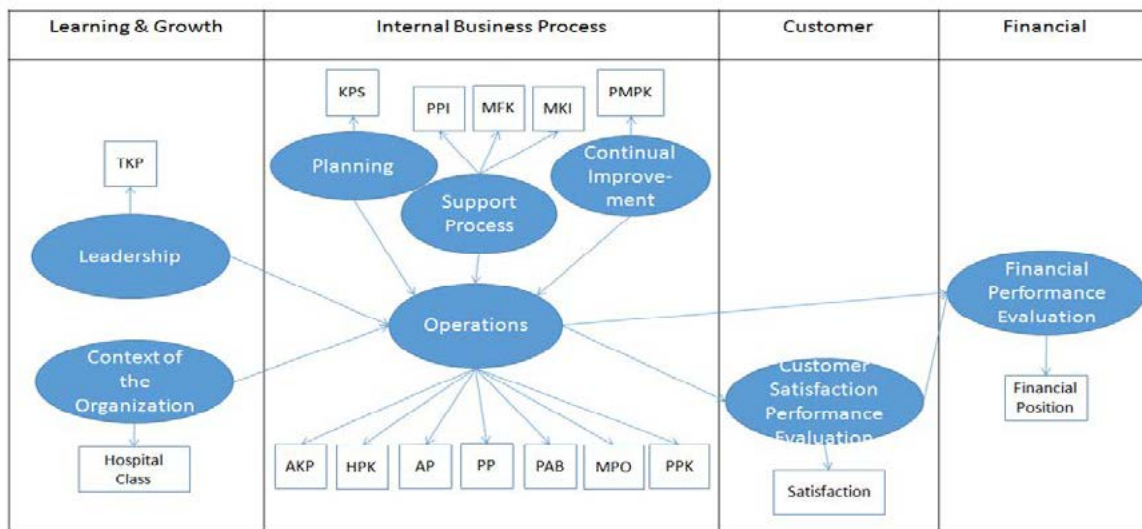 Learning & Growth
Internal Business Process
Customer
Financial
KPS
PPI
MFK
MKI
PMPK
TKP
Planning
Continual
Improve-
ment
Support
Process
Leadership
Financial
Performance
Evaluation
Operations
Context of
the
Organization
Customer
Satisfaction
Performance
Evaluation
Financial
Position
Hospital
Class
AKP
HPK
AP
PP
PAB
MPO
PPK
Satisfaction